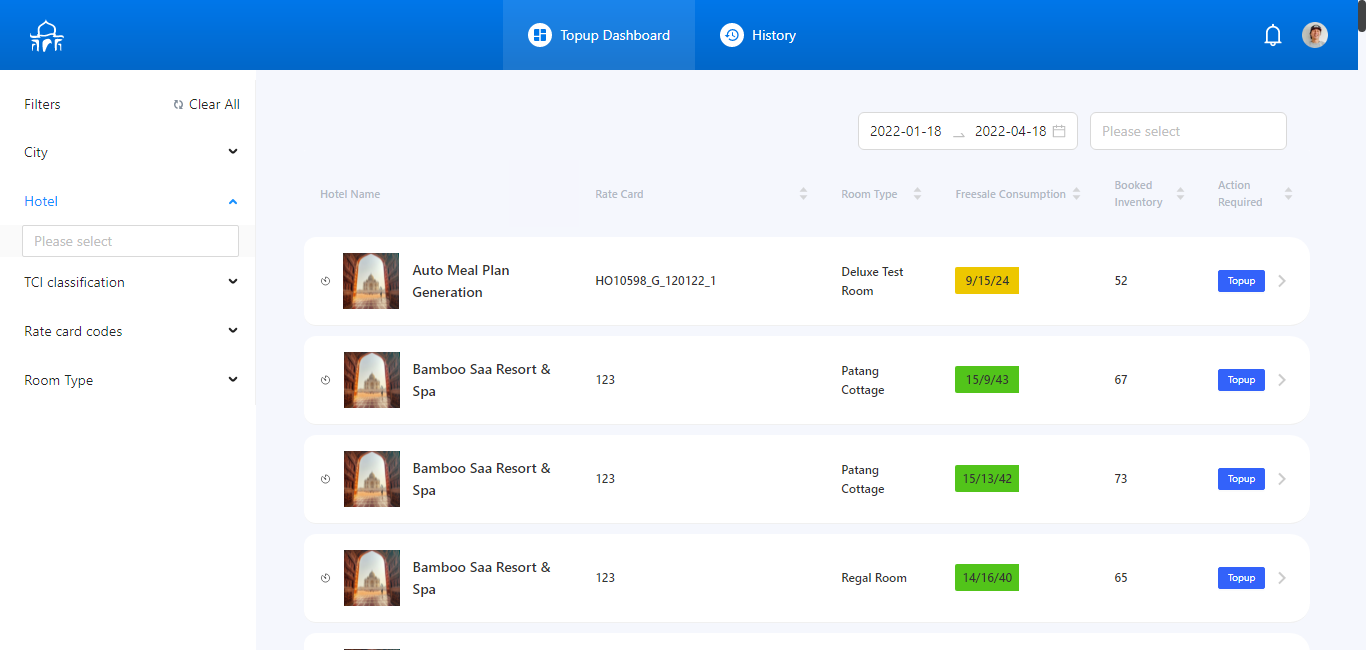 Topup Dashboard
History
Filters
Clear All
City
Hotel
Please select
TCI classification
Rate card codes
Room Type
2022-01-18
2022-04-18
Please select
Hotel Name
Rate Card
Room Type
Freesale Consumption
Booked
Inventory
Action
Required
Auto Meal Plan
Generation
HO10598_G_120122_1
Deluxe Test
Room
9/15/24
52
Topup
Bamboo Saa Resort &
Spa
123
Patang
Cottage
15/9/43
67
Topup
Bamboo Saa Resort &
Spa
123
Patang
Cottage
15/13/42
73
Topup
Bamboo Saa Resort &
Spa
123
Regal Room
14/16/40
65
Topup